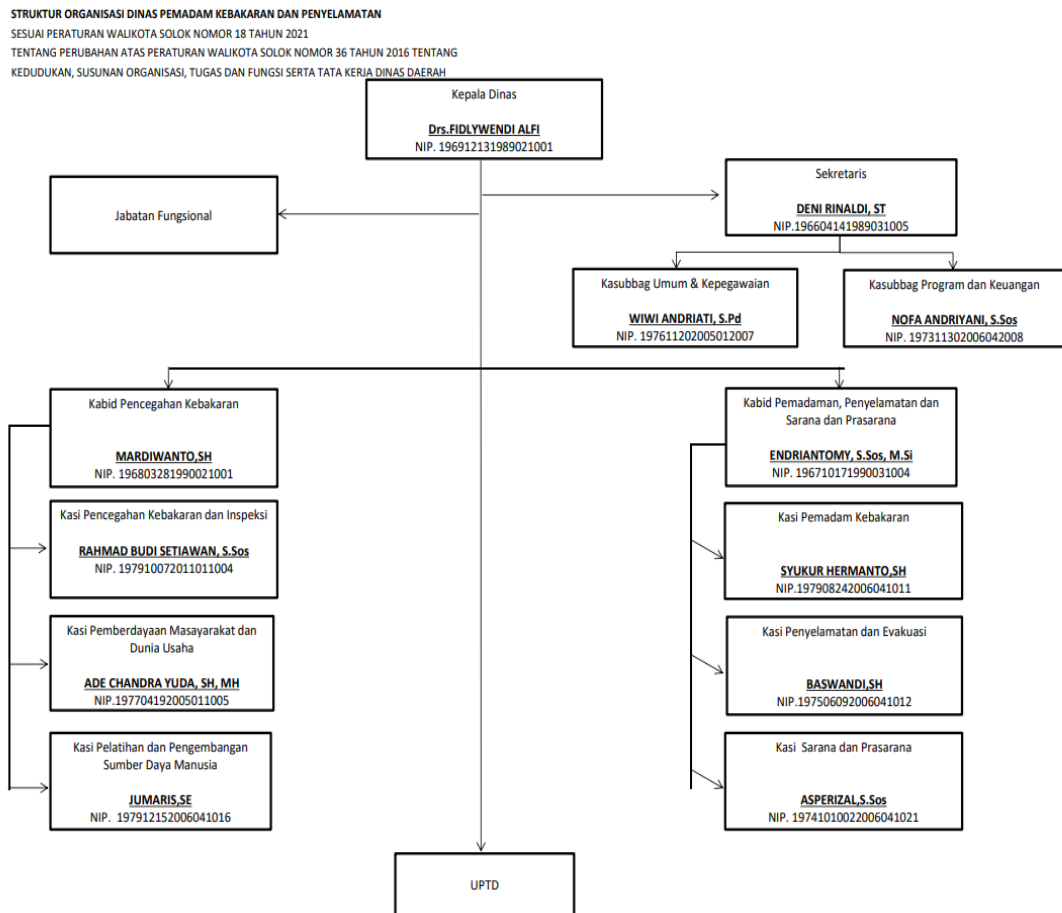 STRUKTUR ORGANISASI DINAS PEMADAM KEBAKARAN DAN PENYELAMATAN
SESUAI PERATURAN WALIKOTA SOLOK NOMOR 18 TAHUN 2021
TENTANG PERUBAHAN ATAS PERATURAN WALIKOTA SOLOK NOMOR 36 TAHUN 2016 TENTANG
KEDUDUKAN, SUSUNAN ORGANISASI, TUGAS DAN FUNGSI SERTA TATA KERJA DINAS DAERAH
Kepala Dinas
Drs.FIDLYWENDI ALFI
NIP. 196912131989021001
Jabatan Fungsional
Sekretaris
DENI RINALDI, ST
NIP.196604141989031005
Kasubbag Umum & Kepegawaian
WIWI ANDRIATI, S.Pd
NIP. 197611202005012007
Kasubbag Program dan Keuangan
NOFA ANDRIYANI, S.Sos
NIP. 197311302006042008
Kabid Pencegahan Kebakaran
MARDIWANTO,SH
NIP. 196803281990021001
Kasi Pencegahan Kebakaran dan Inspeksi
RAHMAD BUDI SETIAWAN, S.Sos
NIP. 197910072011011004
Kasi Pemberdayaan Masayarakat dan
Dunia Usaha
ADE CHANDRA YUDA, SH, MH
NIP.197704192005011005
Kasi Pelatihan dan Pengembangan
Sumber Daya Manusia
JUMARIS,SE
NIP. 197912152006041016
Kabid Pemadaman, Penyelamatan dan
Sarana dan Prasarana
ENDRIANTOMY, S.Sos, M.Si
NIP. 196710171990031004
Kasi Pemadam Kebakaran
SYUKUR HERMANTO,SH
NIP.197908242006041011
Kasi Penyelamatan dan Evakuasi
BASWANDI,SH
NIP.197506092006041012
Kasi Sarana dan Prasarana
ASPERIZAL,S.Sos
NIP. 19741010022006041021
UPTD